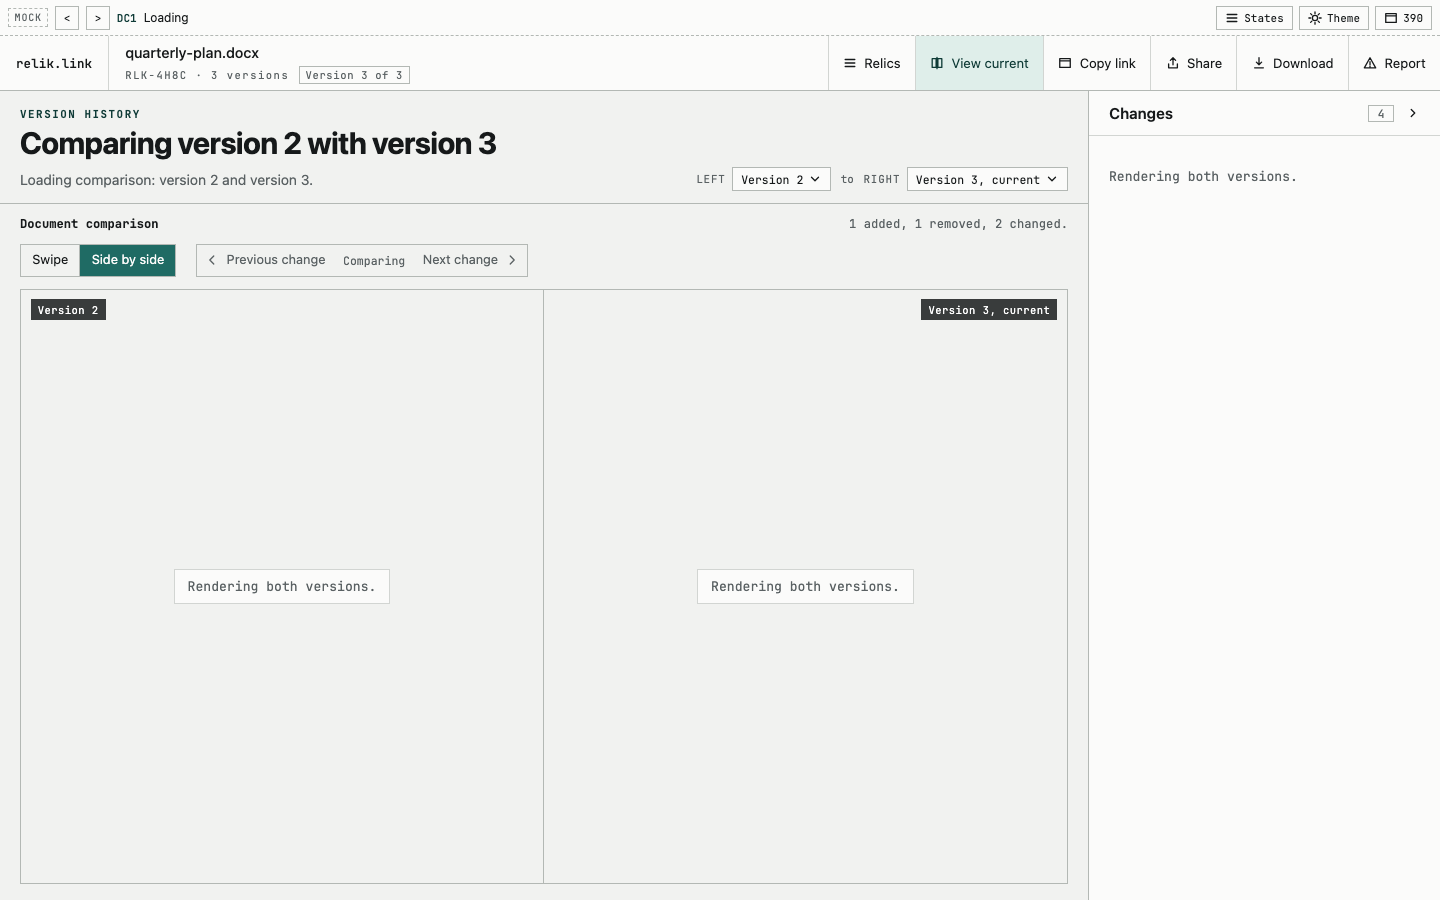 MOCK < > DC1 Loading States Theme 390
relik.link
quarterly-plan.docx
RLK-4H8C · 3 versions Version 3 of 3
Relics View current Copy link Share Download Report
VERSION HISTORY
Comparing version 2 with version 3
Loading comparison: version 2 and version 3.
LEFT Version 2 to RIGHT Version 3, current
Document comparison
1 added, 1 removed, 2 changed.
Swipe Side by side Previous change Comparing Next change
Version 2
Version 3, current
Rendering both versions.
Rendering both versions.
Changes 4
Rendering both versions.